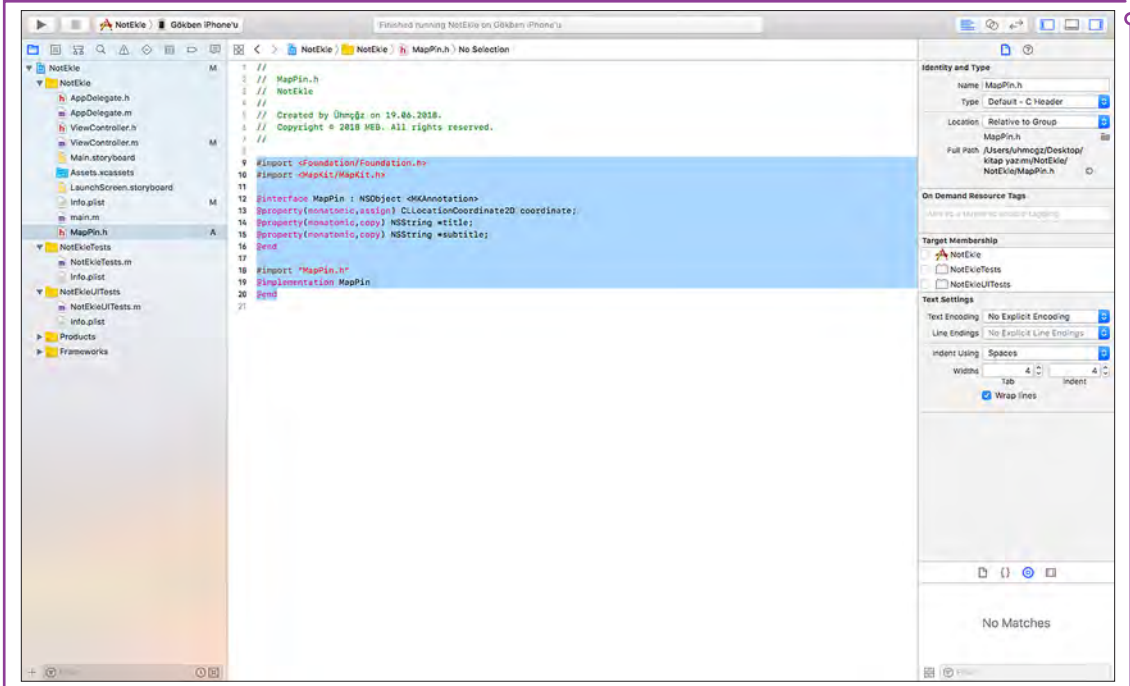 NotEkle Gökben iPhone'u
Finished running NotEkle on Gökben iPhone'u
NotEkle NotEkle MapPin.h No Selection
NotEkle M
NotEkle
AppDelegate.h
AppDelegate.m
ViewController.h
ViewController.m M
Main.storyboard
Assets.xcassets
LaunchScreen.storyboard
Info.plist M
main.m
MapPin.h A
NotEkleTests
NotEkleTests.m
Info.plist
NotEkleUITests
NotEkleUITests.m
Info.plist
Products
Frameworks
1 //
2 // MapPin.h
3 // NotEkle
4 //
5 // Created by Ühmçğz on 19.06.2018.
6 // Copyright © 2018 MEB. All rights reserved.
7 //
8
9 #import <Foundation/Foundation.h>
10 #import <MapKit/MapKit.h>
11
12 @interface MapPin : NSObject <MKAnnotation>
13 @property(nonatomic,assign) CLLocationCoordinate2D coordinate;
14 @property(nonatomic,copy) NSString *title;
15 @property(nonatomic,copy) NSString *subtitle;
16 @end
17
18 #import "MapPin.h"
19 @implementation MapPin
20 @end
21
Identity and Type
Name MapPin.h
Type Default - C Header
Location Relative to Group
MapPin.h
Full Path /Users/uhmcgz/Desktop/
kitap yazımı/NotEkle/
NotEkle/MapPin.h
On Demand Resource Tags
Target Membership
NotEkle
NotEkleTests
NotEkleUITests
Text Settings
Text Encoding No Explicit Encoding
Line Endings No Explicit Line Endings
Indent Using Spaces
Widths 4 4
Tab Indent
Wrap lines
No Matches
Filter Filter